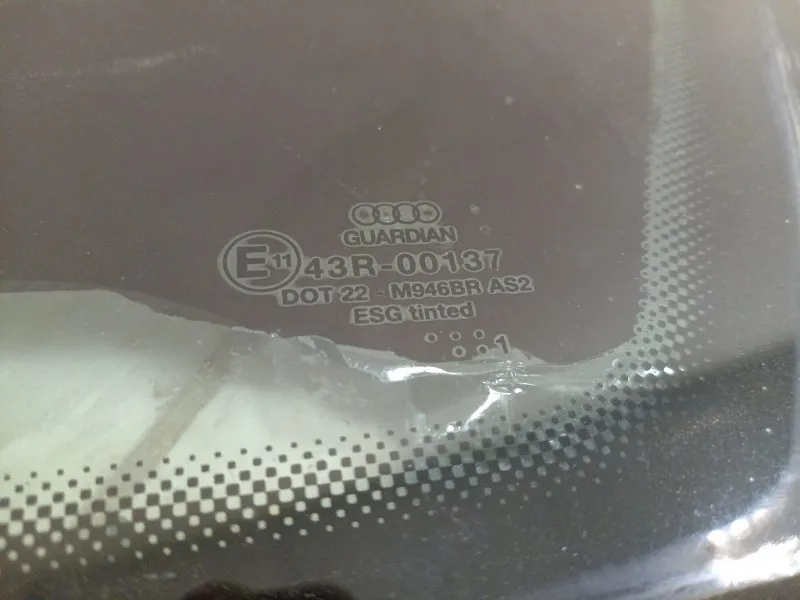 GUARDIAN
E11 43R-00137
DOT 22 - M946BR AS2
ESG tinted
1